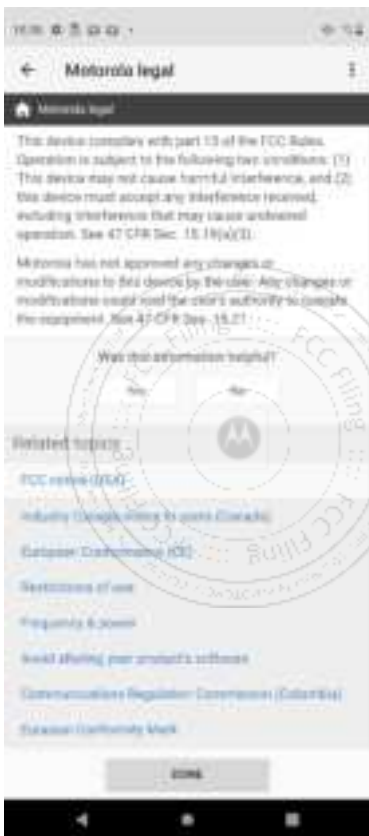 Motorola legal
Motorola legal
This device complies with part 15 of the FCC Rules.
Operation is subject to the following two conditions: (1)
This device may not cause harmful interference, and (2)
this device must accept any interference received,
including interference that may cause undesired
operation. See 47 CFR Sec. 15.19(a)(3).
Motorola has not approved any changes or
modifications to this device by the user. Any changes or
modifications could void the user's authority to operate
the equipment. See 47 CFR Sec. 15.21.
Was this information helpful?
Yes
No
Related topics
FCC notice (USA)
Industry Canada notice to users (Canada)
European Conformance (CE)
Restrictions of use
Frequency & power
Avoid altering your product's software
Communications Regulation Commission (Colombia)
European Conformity Mark
DONE
FCC Filing
FCC Filing